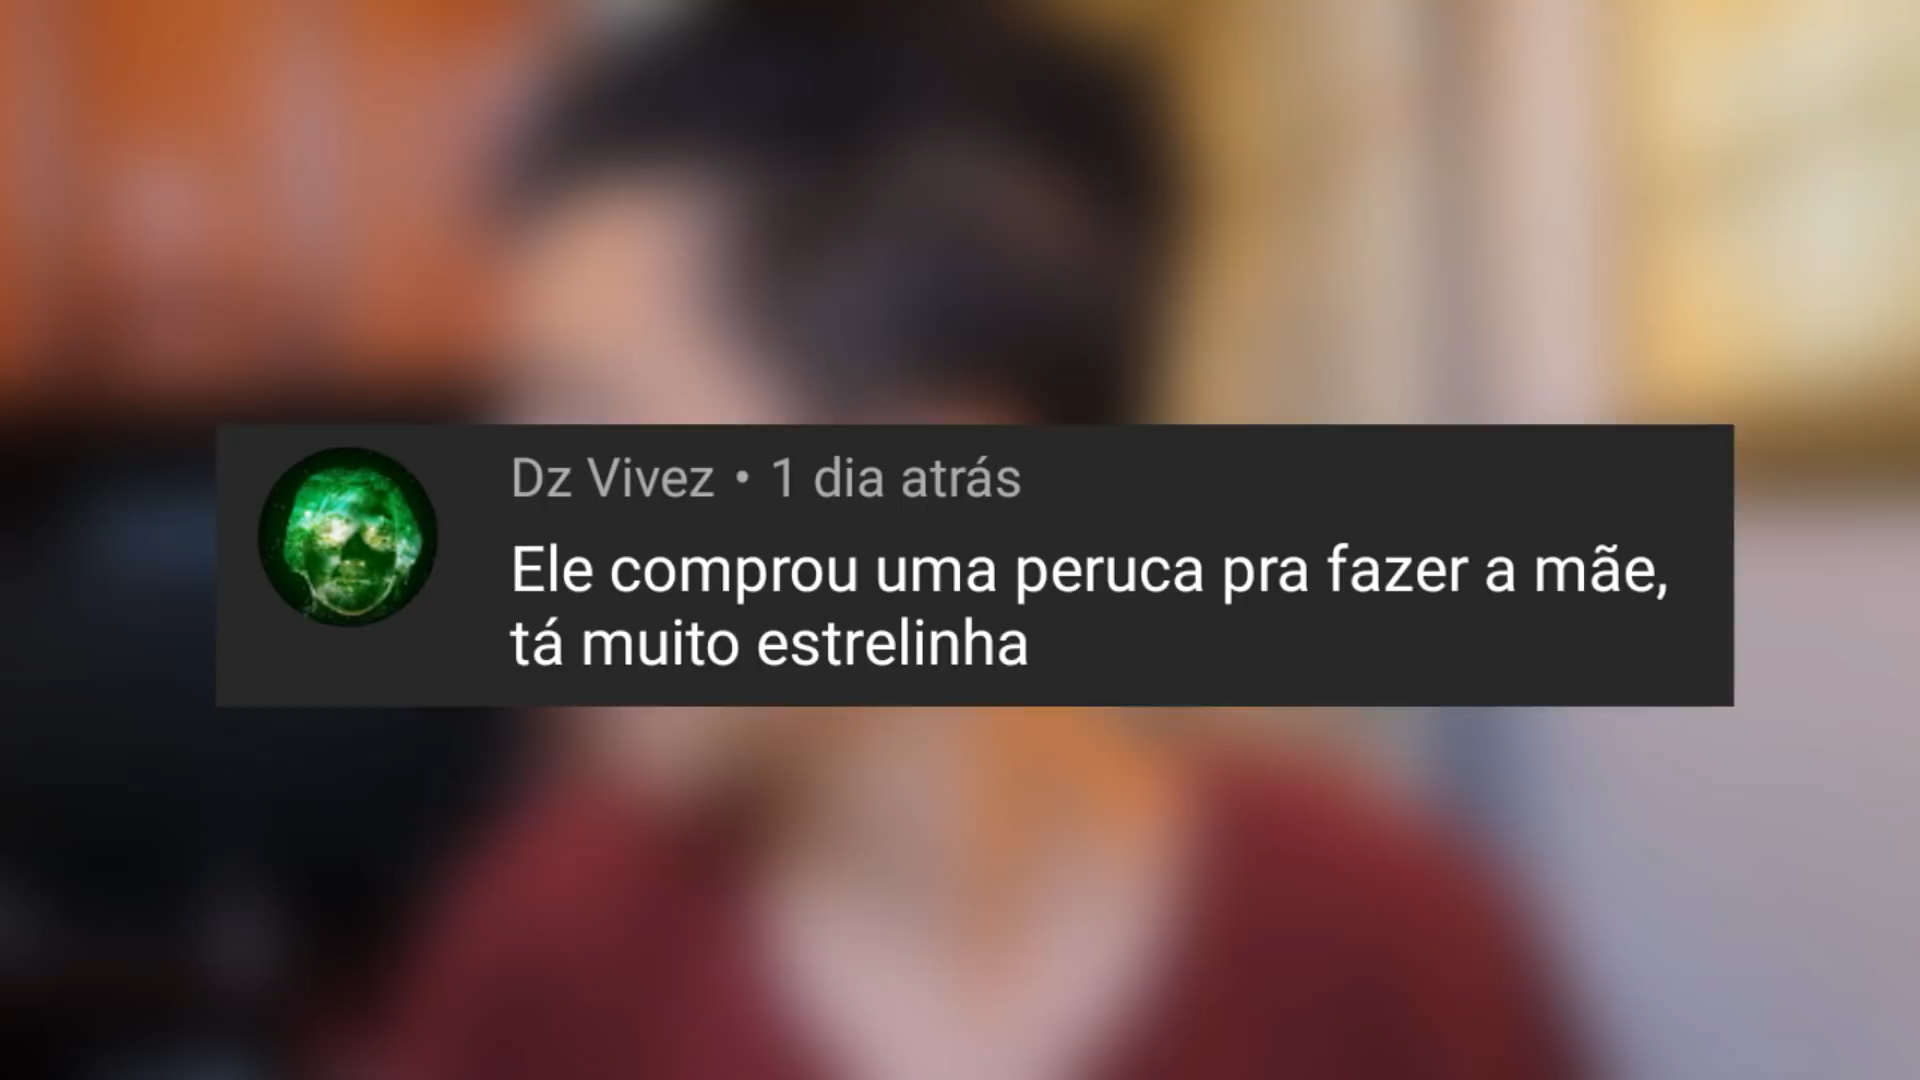 Dz Vivez • 1 dia atrás
Ele comprou uma peruca pra fazer a mãe,
tá muito estrelinha